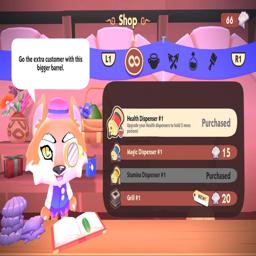 Shop
66
L1
R1
Go the extra customer with this
bigger barrel.
Health Dispenser #1
Upgrade your health dispensers to hold 3 more
potions!
Purchased
Magic Dispenser #1
15
Stamina Dispenser #1
Purchased
Grill #1
NEW!
20